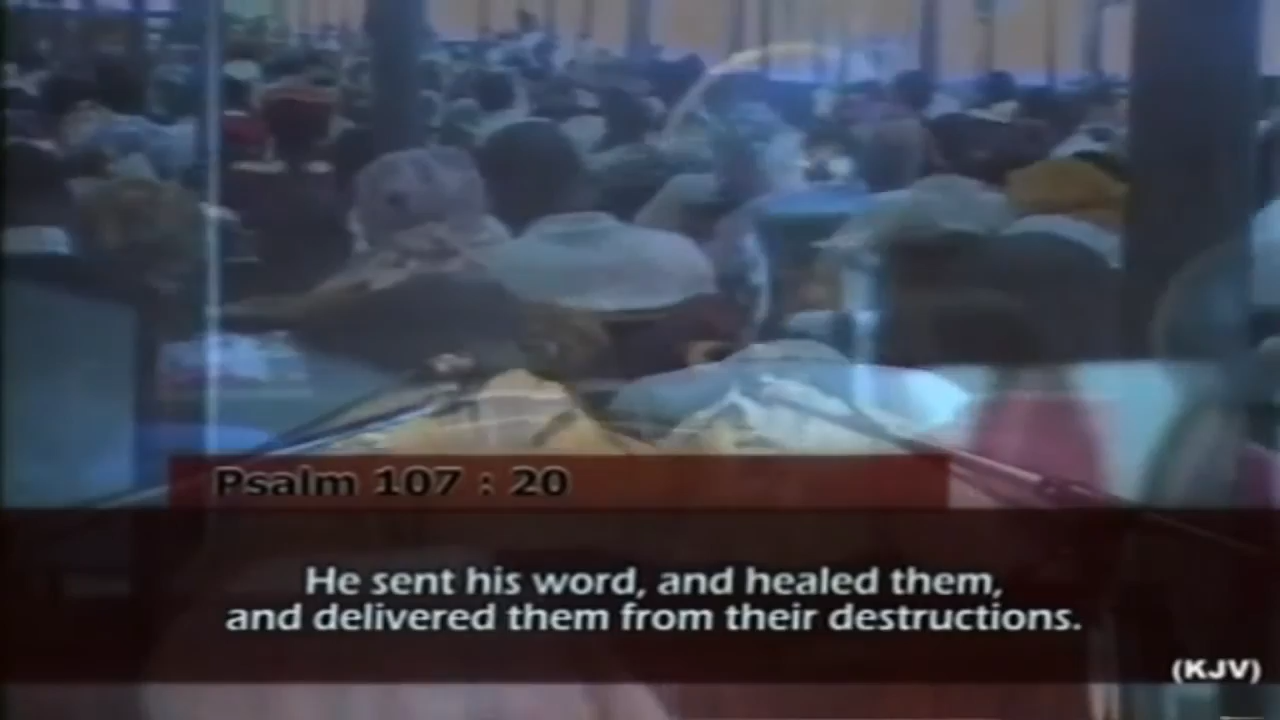 Psalm 107 : 20
He sent his word, and healed them,
and delivered them from their destructions.
(KJV)